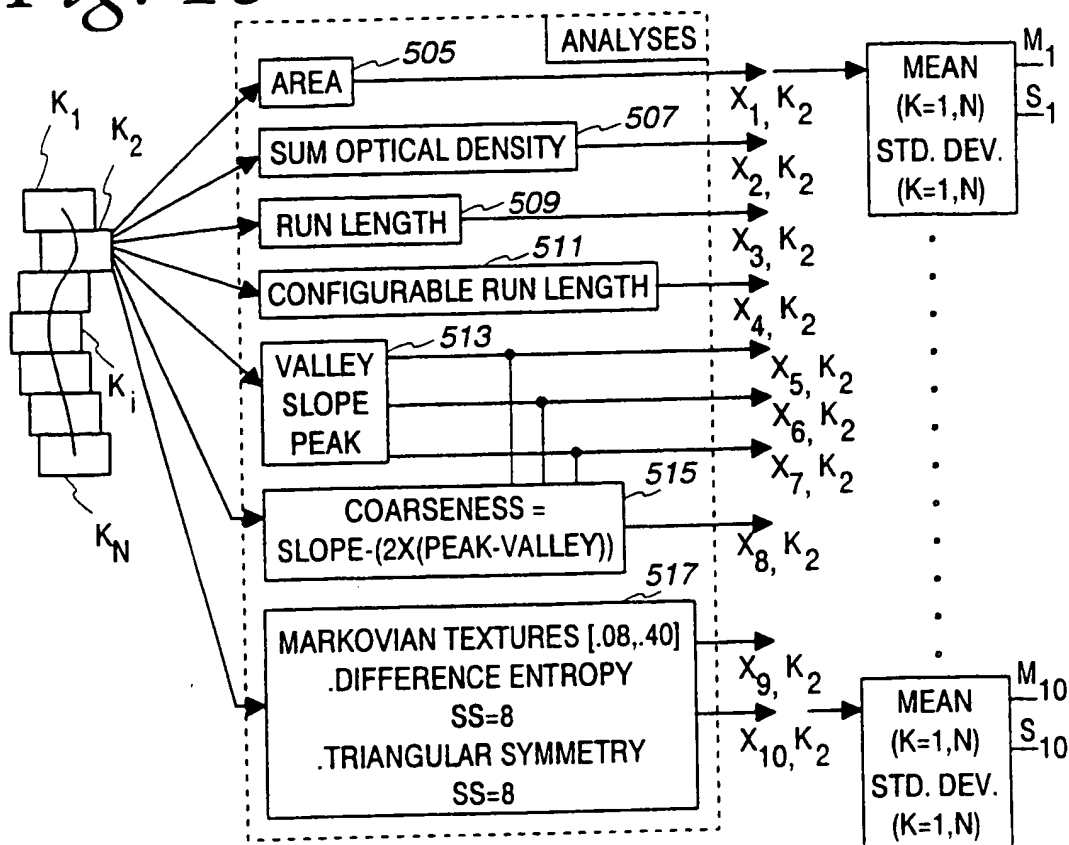 ANALYSES
505
AREA
507
SUM OPTICAL DENSITY
509
RUN LENGTH
511
CONFIGURABLE RUN LENGTH
513
VALLEY
SLOPE
PEAK
515
COARSENESS =
SLOPE-(2X(PEAK-VALLEY))
517
MARKOVIAN TEXTURES [.08,.40]
.DIFFERENCE ENTROPY
SS=8
.TRIANGULAR SYMMETRY
SS=8
K1
K2
Ki
KN
X1, K2
X2, K2
X3, K2
X4, K2
X5, K2
X6, K2
X7, K2
X8, K2
X9, K2
X10, K2
MEAN
(K=1,N)
STD. DEV.
(K=1,N)
M1
S1
MEAN
(K=1,N)
STD. DEV.
(K=1,N)
M10
S10